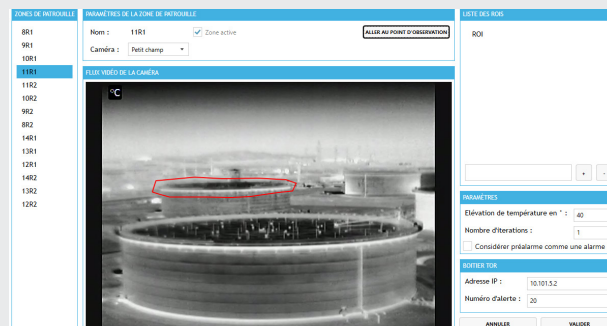 ZONES DE PATROUILLE
8R1
9R1
10R1
11R1
11R2
10R2
9R2
8R2
14R1
13R1
12R1
14R2
13R2
12R2
PARAMÈTRES DE LA ZONE DE PATROUILLE
Nom : 11R1 Zone active ALLER AU POINT D'OBSERVATION
Caméra : Petit champ
FLUX VIDÉO DE LA CAMÉRA
°C
LISTE DES ROIS
ROI
+ -
PARAMÈTRES
Elévation de température en ° : 40
Nombre d'iterations : 1
Considérer préalarme comme une alarme
BOITIER TOR
Adresse IP : 10.101.5.2
Numéro d'alerte : 20
ANNULER VALIDER